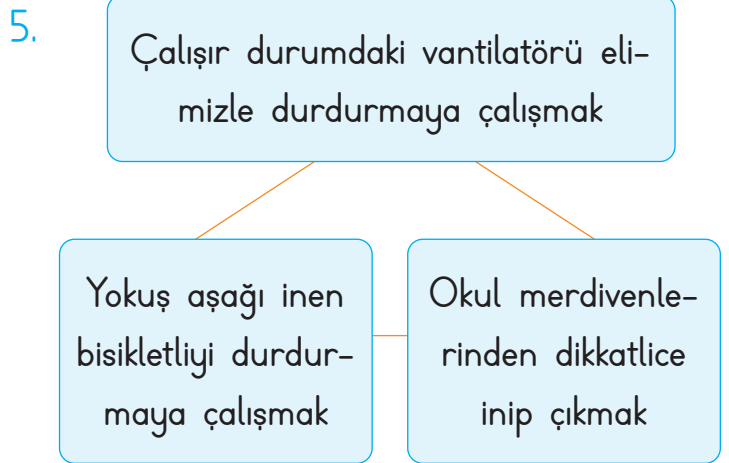 5.
Çalışır durumdaki vantilatörü eli-
mizle durdurmaya çalışmak
Yokuş aşağı inen
bisikletliyi durdur-
maya çalışmak
Okul merdivenle-
rinden dikkatlice
inip çıkmak